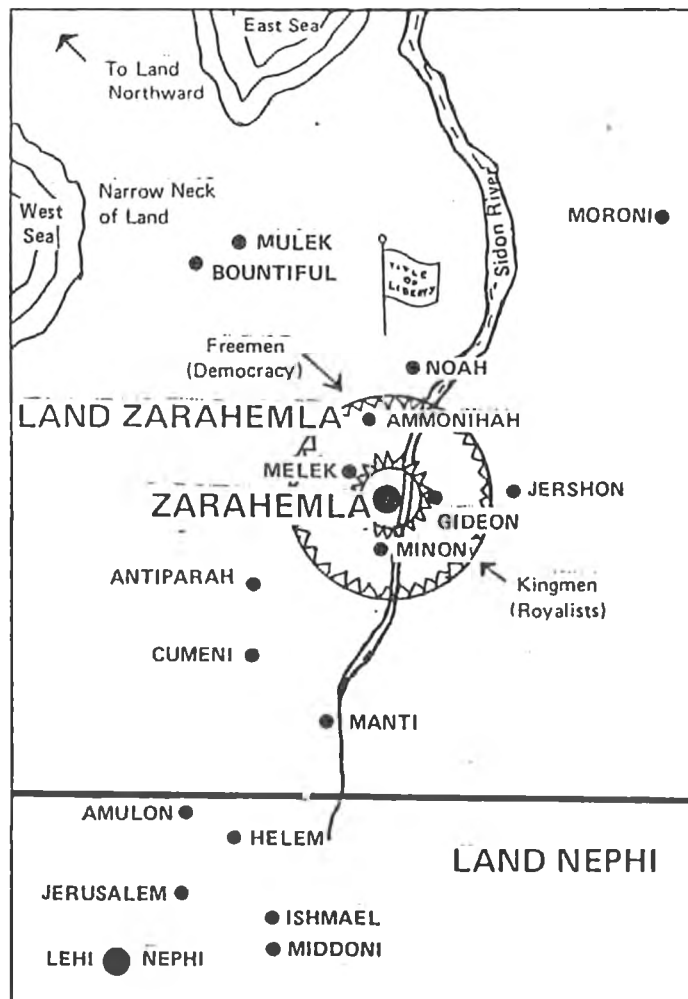 East Sea
To Land
Northward
Narrow Neck
of Land
West
Sea
Sidon River
MORONI
MULEK
BOUNTIFUL
TITLE
OF
LIBERTY
Freemen
(Democracy)
NOAH
LAND ZARAHEMLA
AMMONIHAH
MELEK
ZARAHEMLA
JERSHON
GIDEON
MINON
ANTIPARAH
Kingmen
(Royalists)
CUMENI
MANTI
AMULON
HELEM
LAND NEPHI
JERUSALEM
ISHMAEL
LEHI NEPHI
MIDDONI